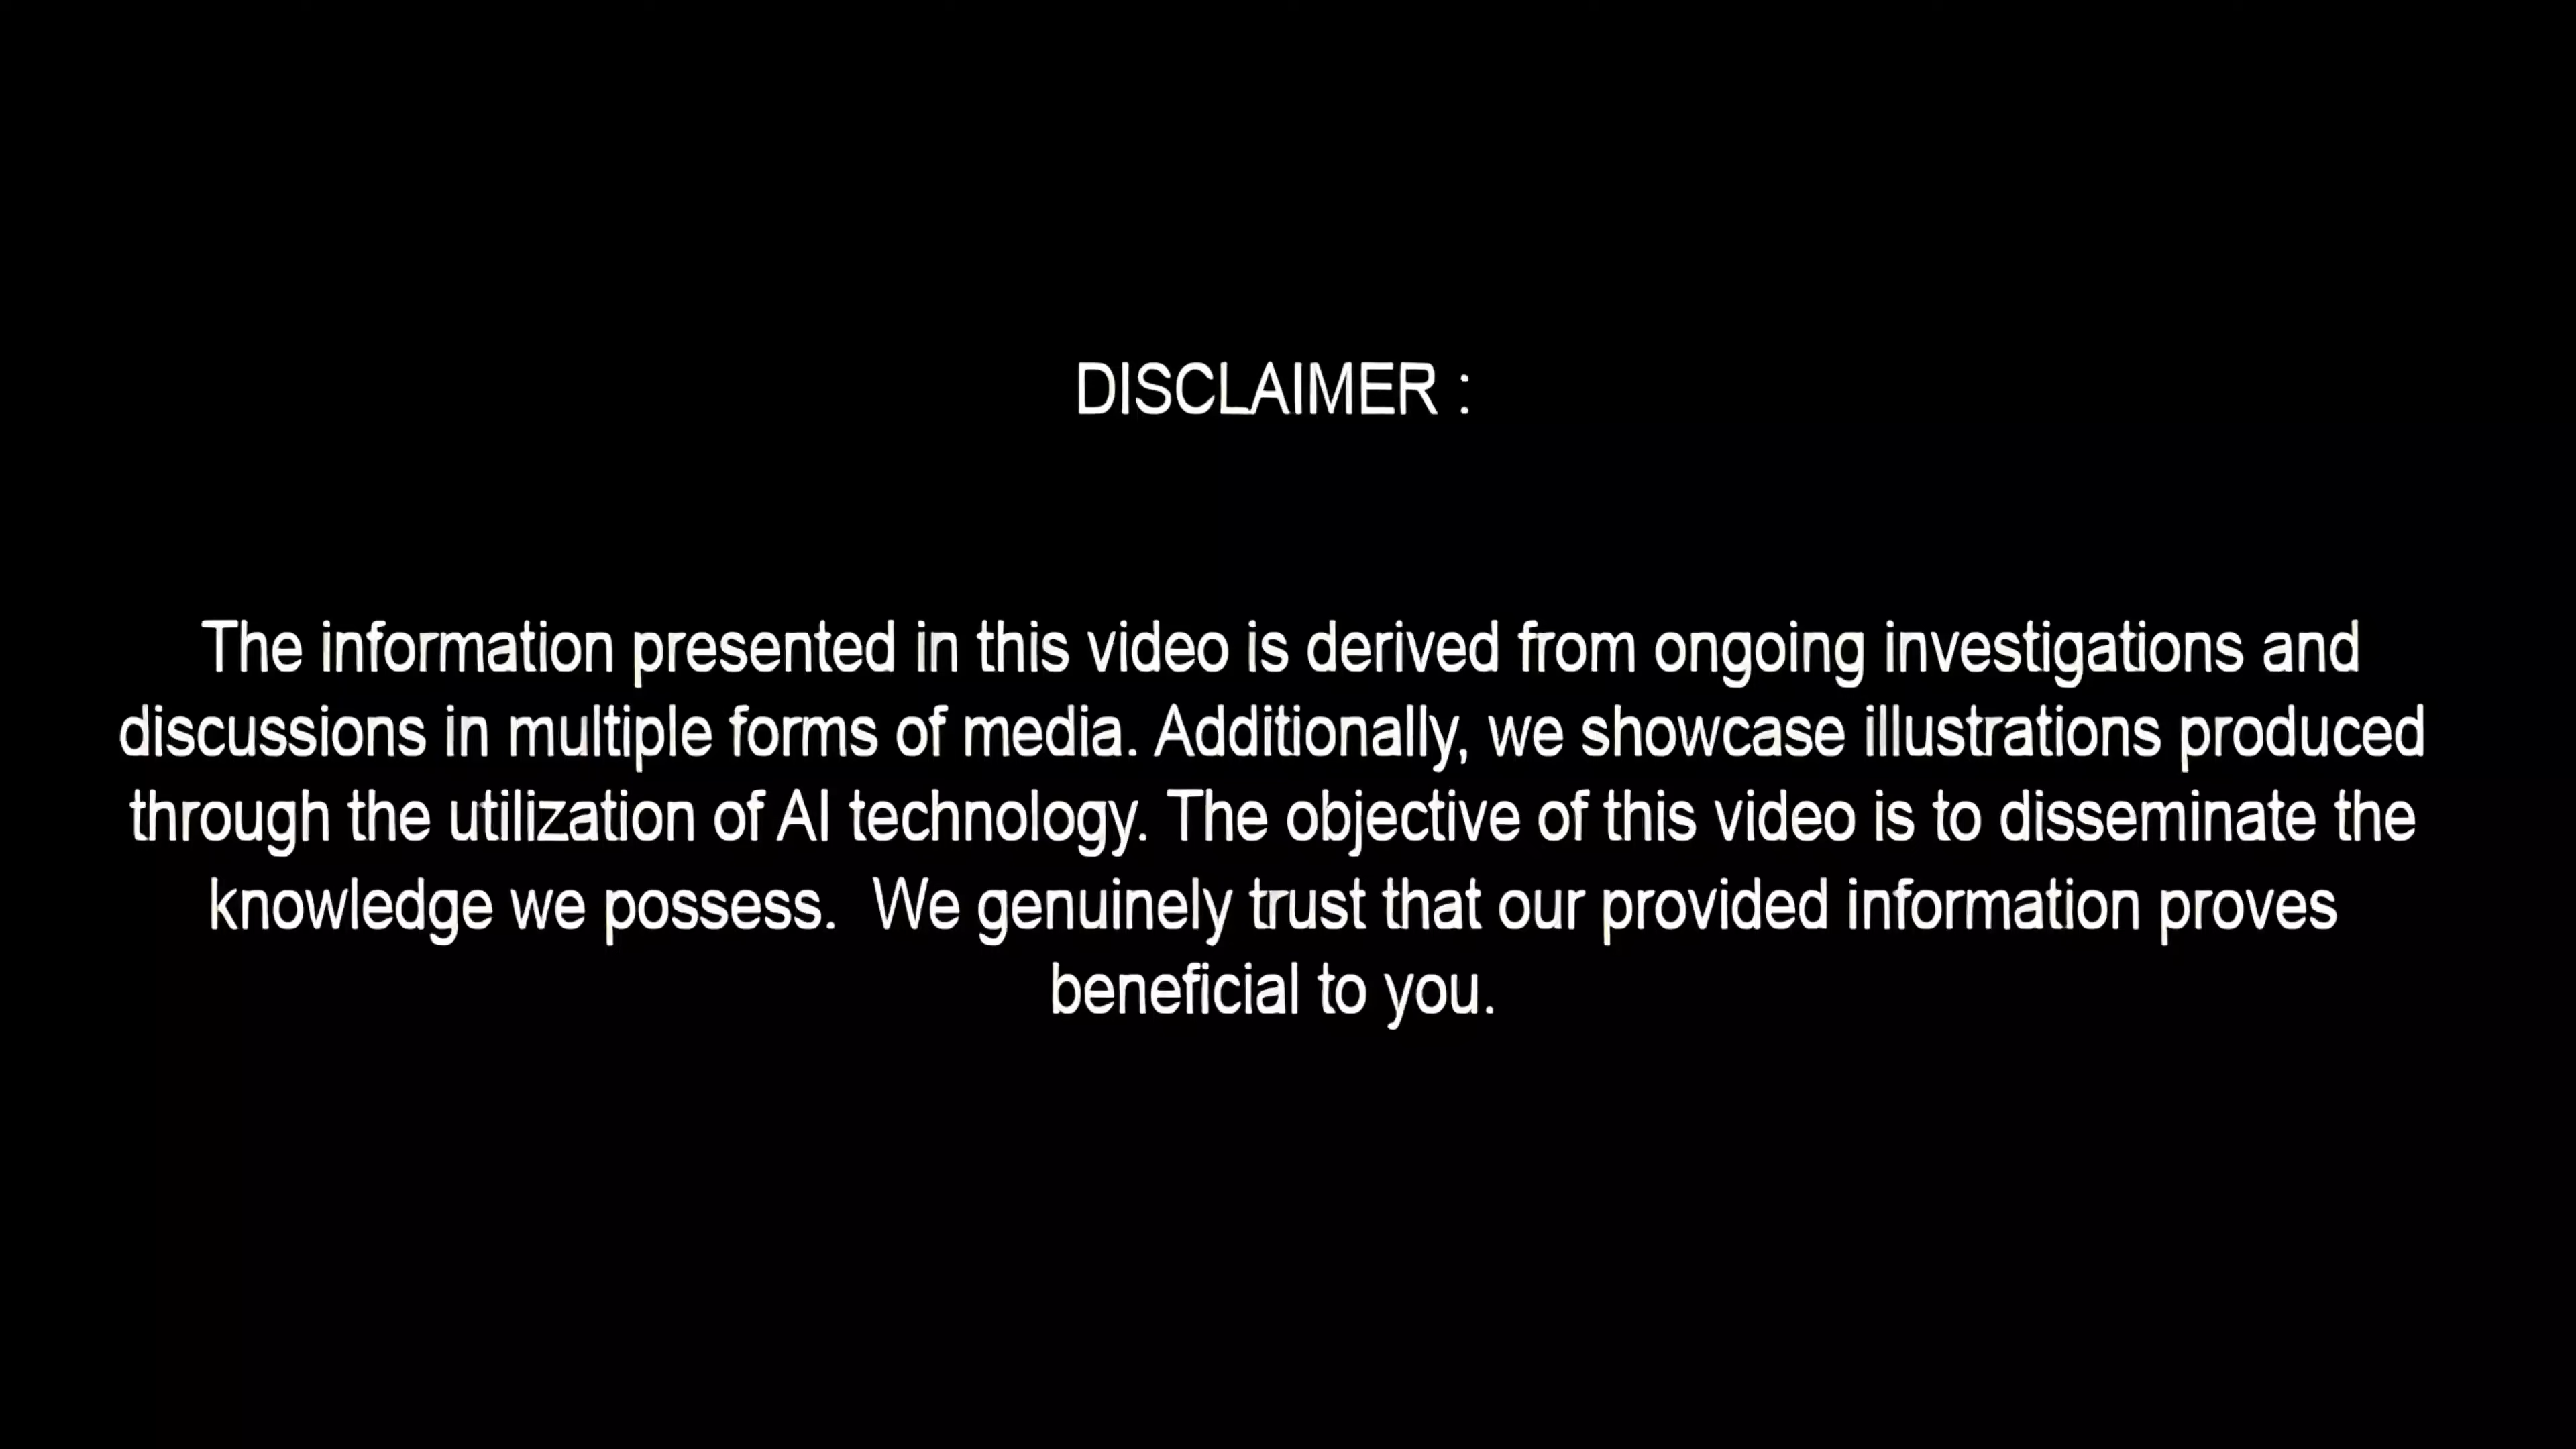 DISCLAIMER :
The information presented in this video is derived from ongoing investigations and
discussions in multiple forms of media. Additionally, we showcase illustrations produced
through the utilization of AI technology. The objective of this video is to disseminate the
knowledge we possess.  We genuinely trust that our provided information proves
beneficial to you.